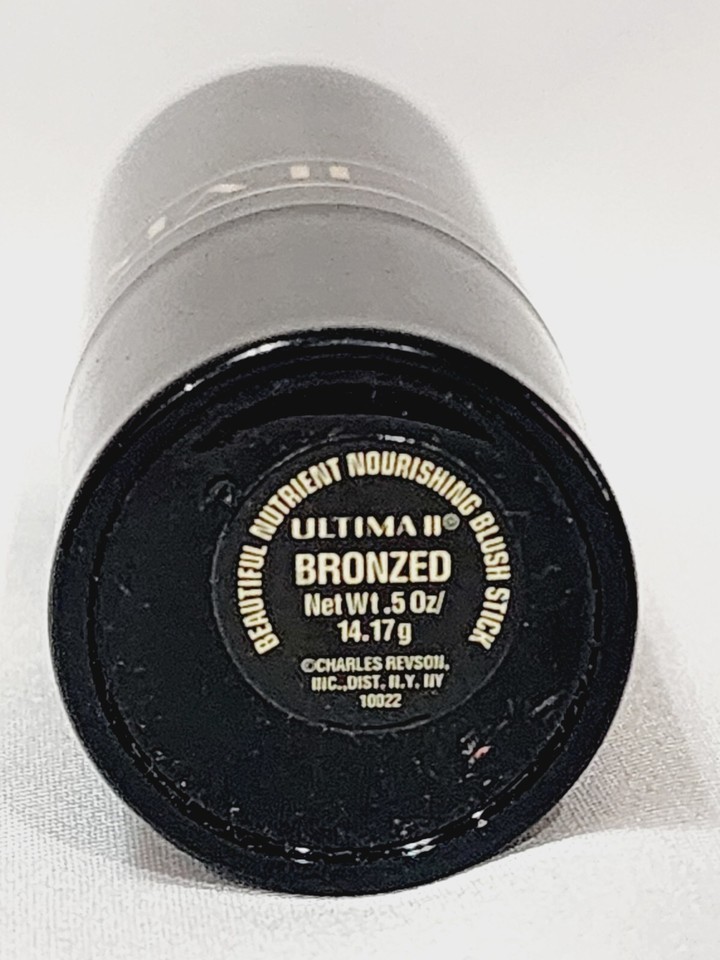 BEAUTIFUL NUTRIENT NOURISHING BLUSH STICK
ULTIMA II®
BRONZED
Net Wt .5 Oz/
14.17g
©CHARLES REVSON,
INC.,DIST. N.Y. NY
10022